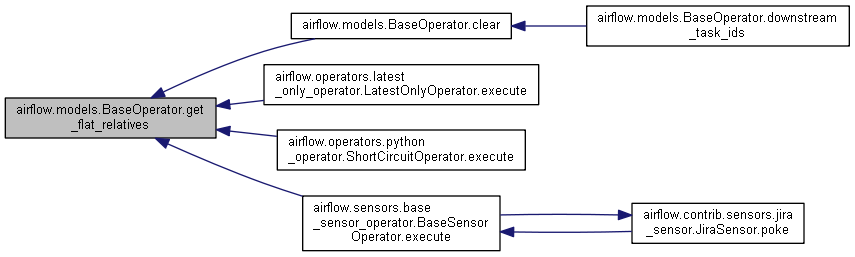 airflow.models.BaseOperator.get
_flat_relatives
airflow.models.BaseOperator.clear
airflow.models.BaseOperator.downstream
_task_ids
airflow.operators.latest
_only_operator.LatestOnlyOperator.execute
airflow.operators.python
_operator.ShortCircuitOperator.execute
airflow.sensors.base
_sensor_operator.BaseSensor
Operator.execute
airflow.contrib.sensors.jira
_sensor.JiraSensor.poke